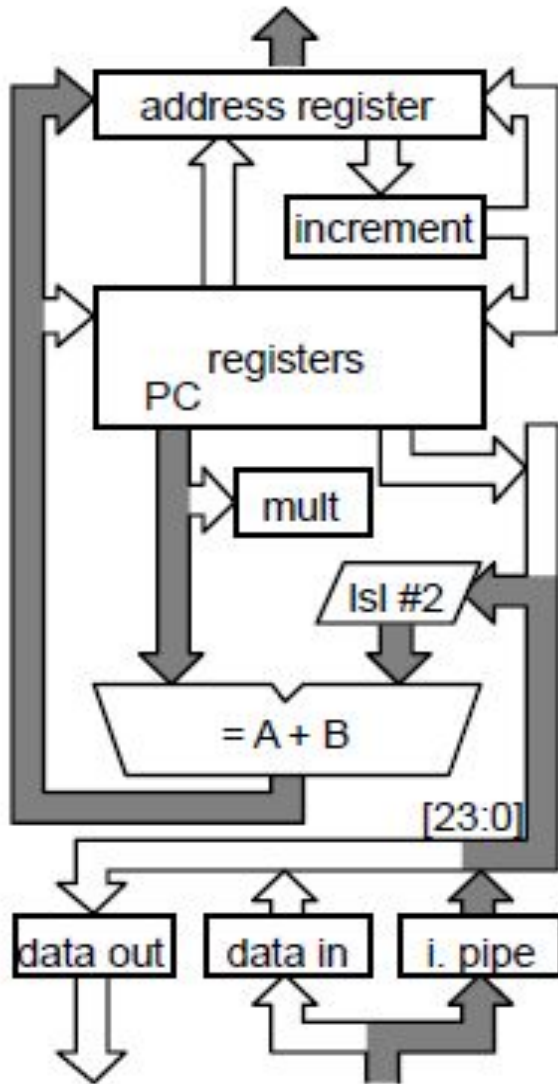 address register
increment
registers
PC
mult
lsl #2
= A + B
[23:0]
data out
data in
i. pipe